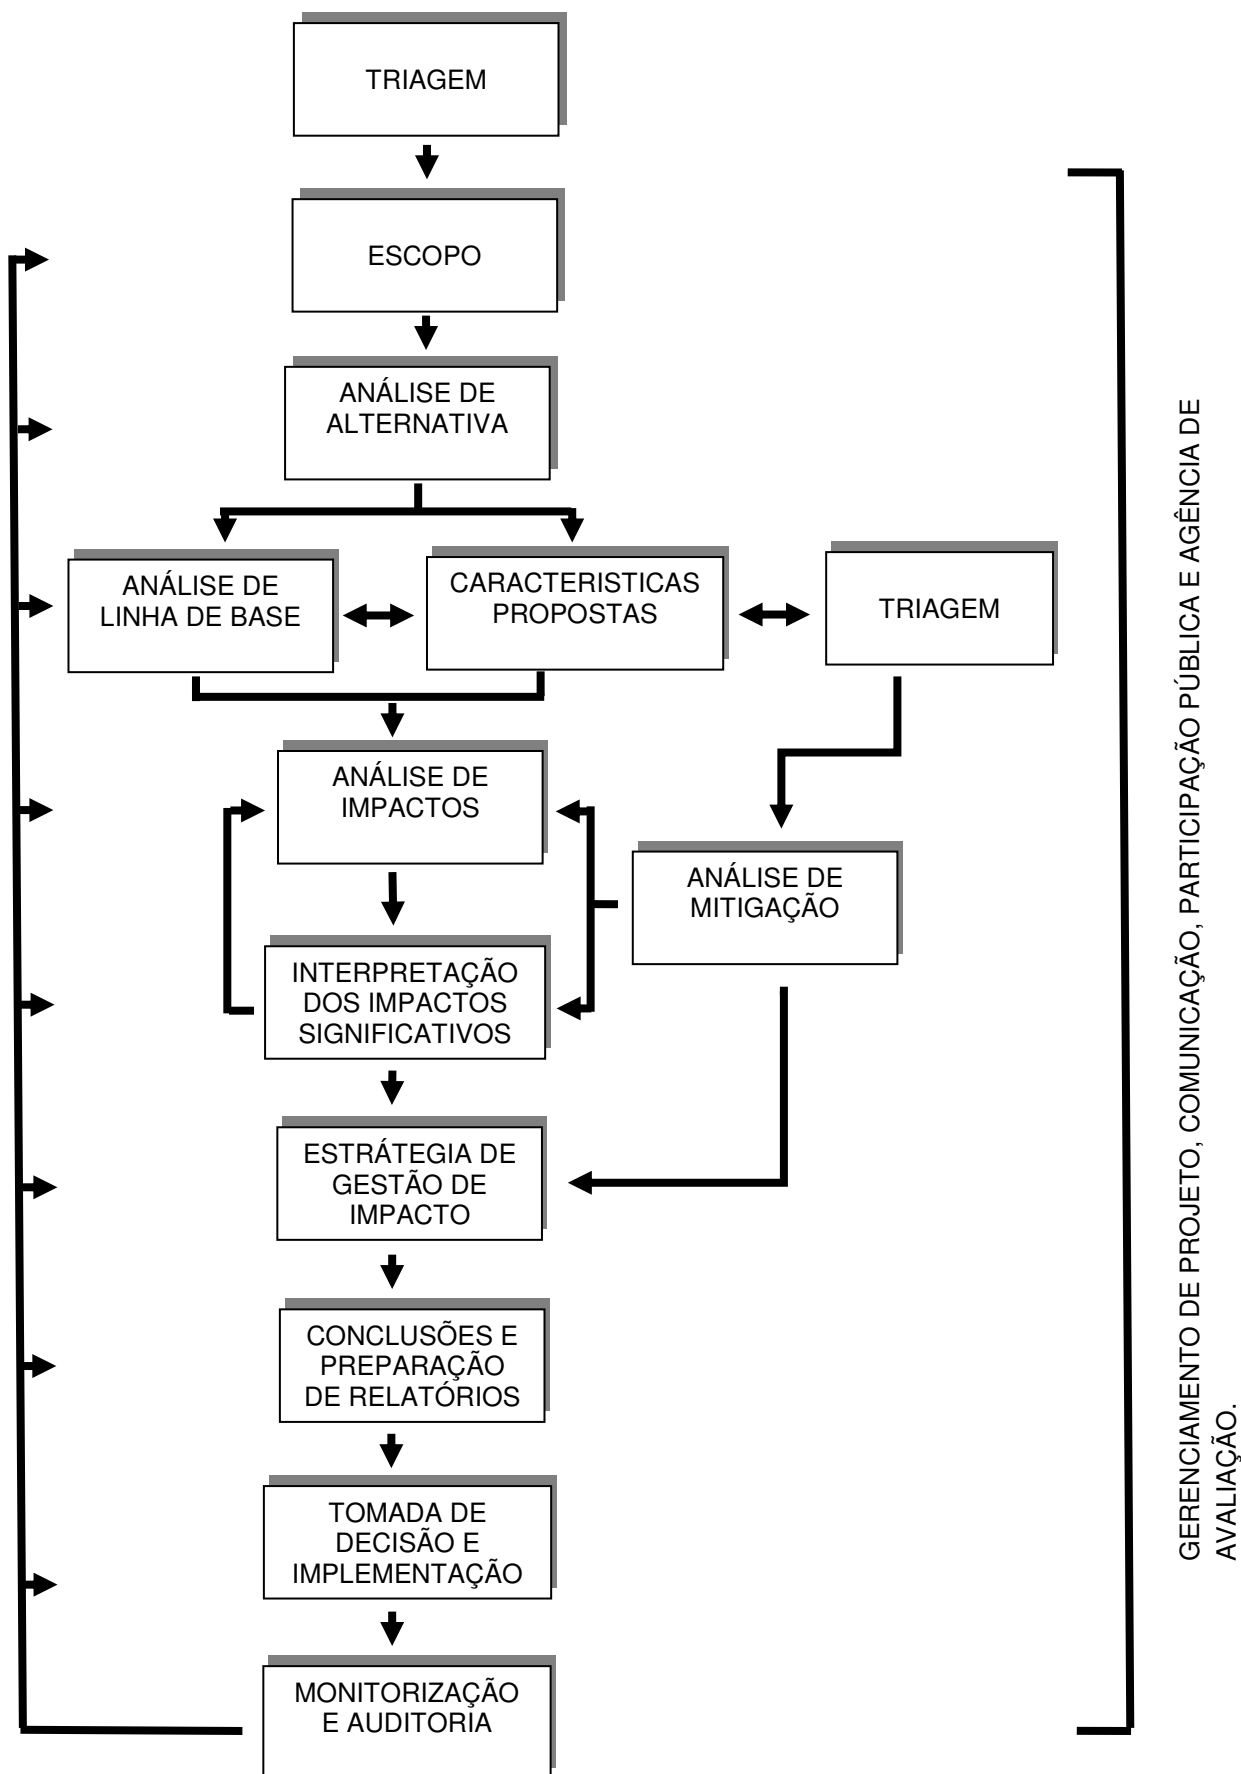 TRIAGEM
ESCOPO
ANÁLISE DE
ALTERNATIVA
ANÁLISE DE
LINHA DE BASE
CARACTERISTICAS
PROPOSTAS
TRIAGEM
ANÁLISE DE
IMPACTOS
ANÁLISE DE
MITIGAÇÃO
INTERPRETAÇÃO
DOS IMPACTOS
SIGNIFICATIVOS
ESTRÁTEGIA DE
GESTÃO DE
IMPACTO
CONCLUSÕES E
PREPARAÇÃO
DE RELATÓRIOS
TOMADA DE
DECISÃO E
IMPLEMENTAÇÃO
MONITORIZAÇÃO
E AUDITORIA
GERENCIAMENTO DE PROJETO, COMUNICAÇÃO, PARTICIPAÇÃO PÚBLICA E AGÊNCIA DE
AVALIAÇÃO.